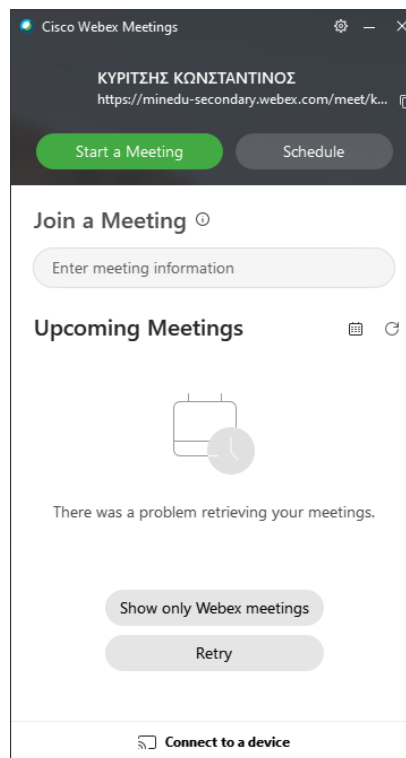 Cisco Webex Meetings
ΚΥΡΙΤΣΗΣ ΚΩΝΣΤΑΝΤΙΝΟΣ
https://minedu-secondary.webex.com/meet/k...
Start a Meeting
Schedule
Join a Meeting
Enter meeting information
Upcoming Meetings
There was a problem retrieving your meetings.
Show only Webex meetings
Retry
Connect to a device